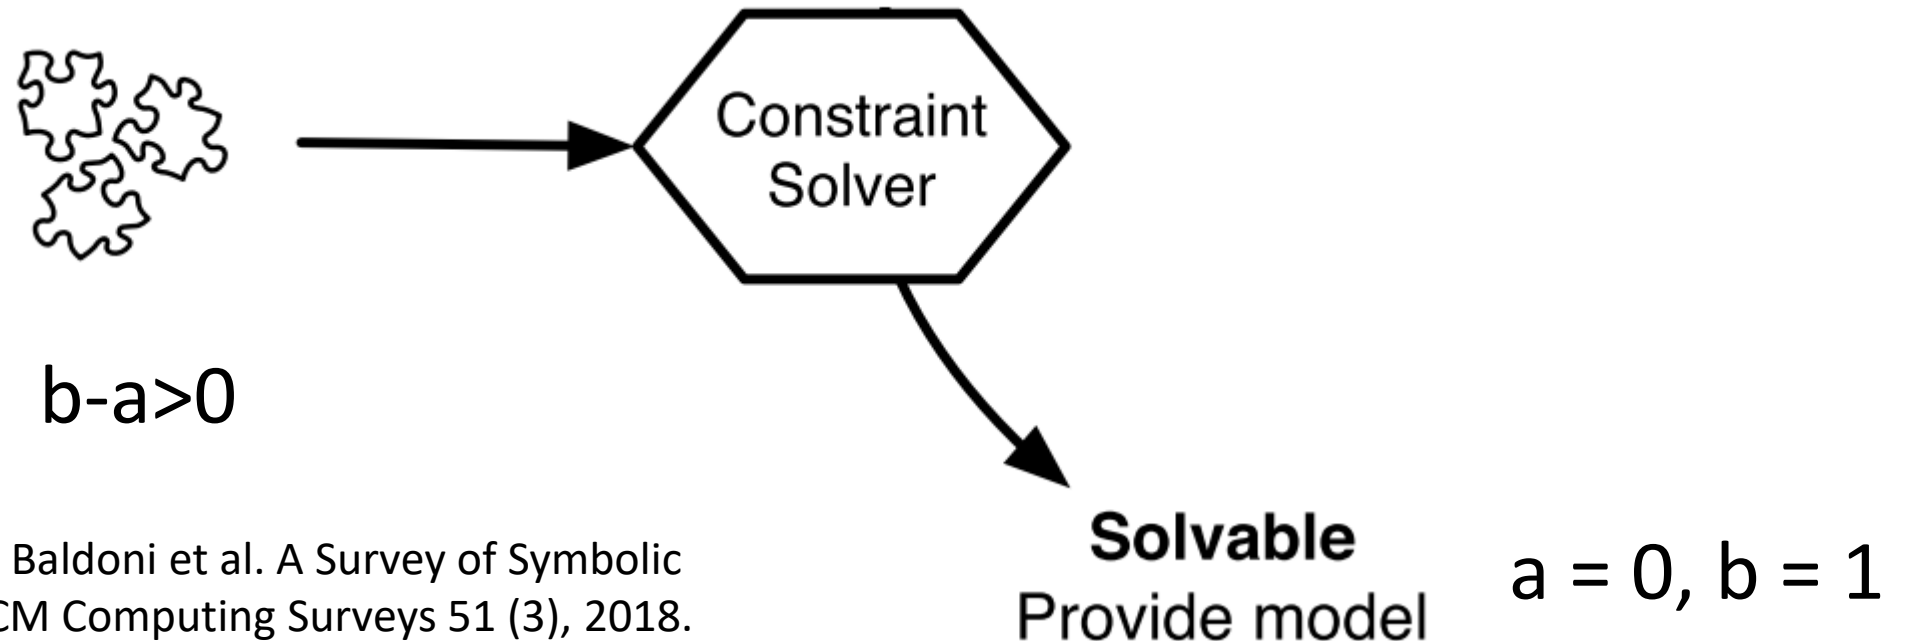 Constraint
Solver
b-a>0
Solvable
Provide model
a = 0, b = 1
Baldoni et al. A Survey of Symbolic
Computing Surveys 51 (3), 2018.